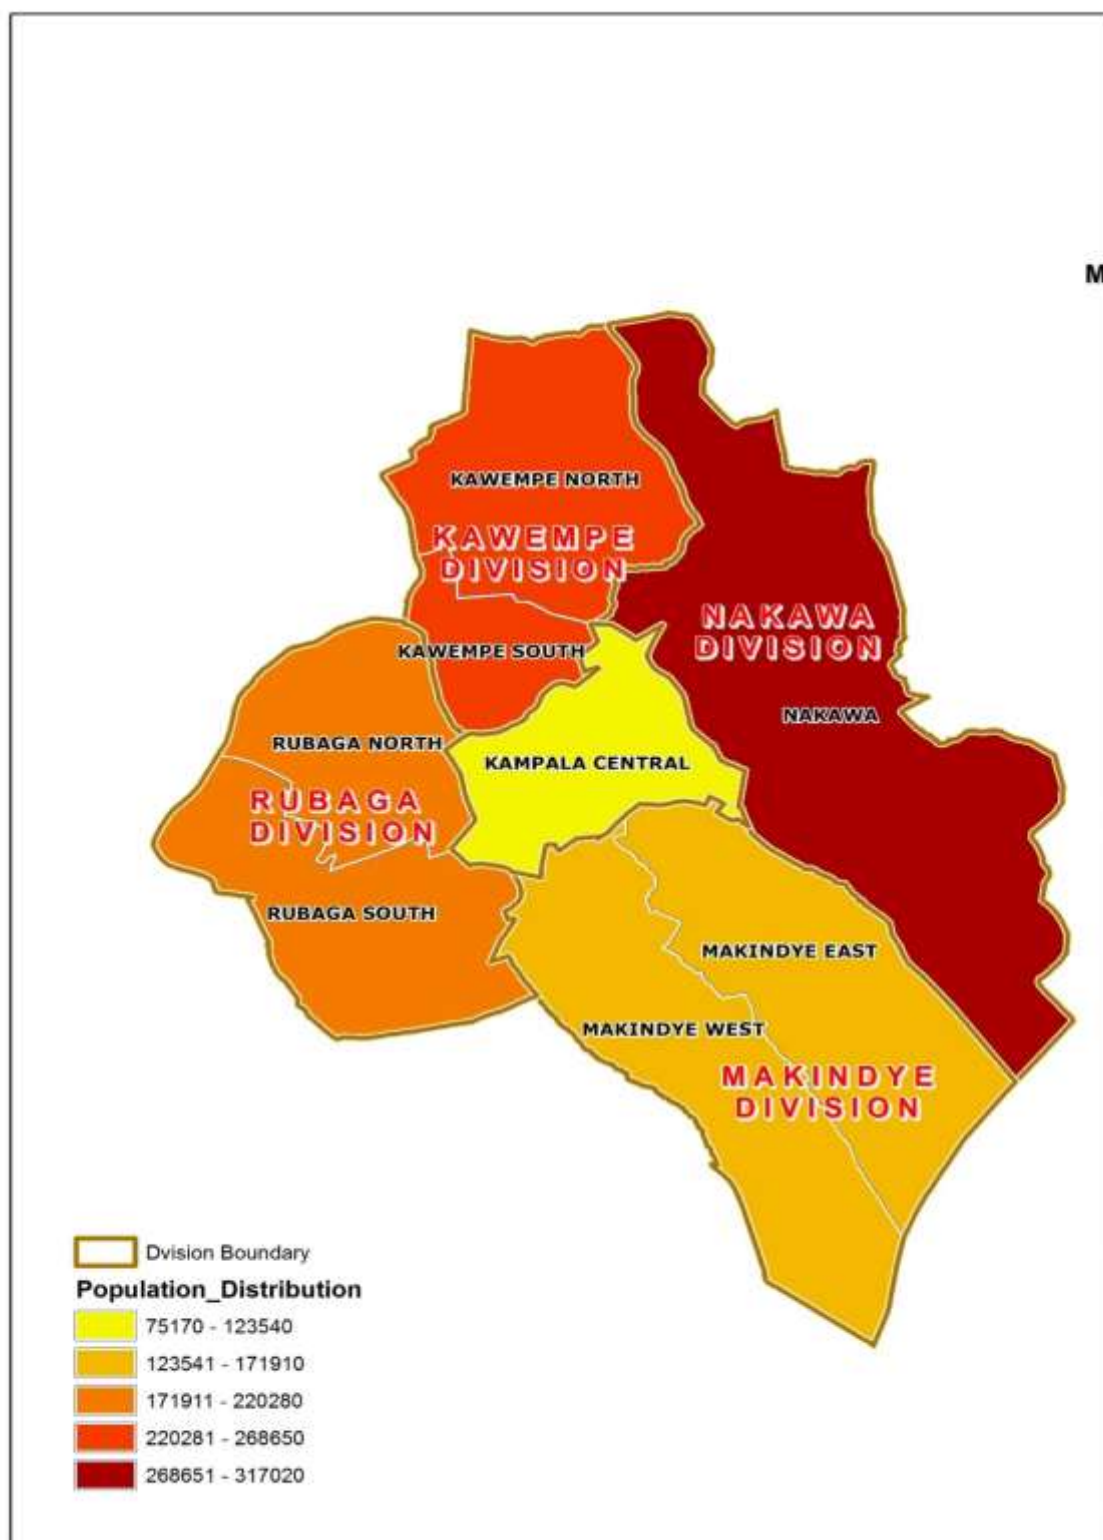 M
KAWEMPE NORTH
KAWEMPE
DIVISION
NAKAWA
DIVISION
KAWEMPE SOUTH
NAKAWA
RUBAGA NORTH
KAMPALA CENTRAL
RUBAGA
DIVISION
RUBAGA SOUTH
MAKINDYE EAST
MAKINDYE WEST
MAKINDYE
DIVISION
Dvision Boundary
Population_Distribution
75170 - 123540
123541 - 171910
171911 - 220280
220281 - 268650
268651 - 317020